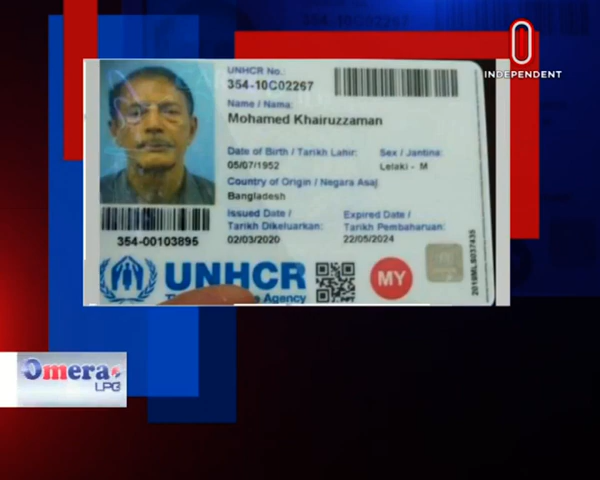 INDEPENDENT
UNHCR No.:
354-10C02267
Name / Nama:
Mohamed Khairuzzaman
Date of Birth / Tarikh Lahir: Sex / Jantina:
05/07/1952 Lelaki - M
Country of Origin / Negara Asal
Bangladesh
Issued Date / Expired Date /
Tarikh Dikeluarkan: Tarikh Pembaharuan:
02/03/2020 22/05/2024
354-00103895
UNHCR
MY
Agency
2019MLS037435
Omera
LPG